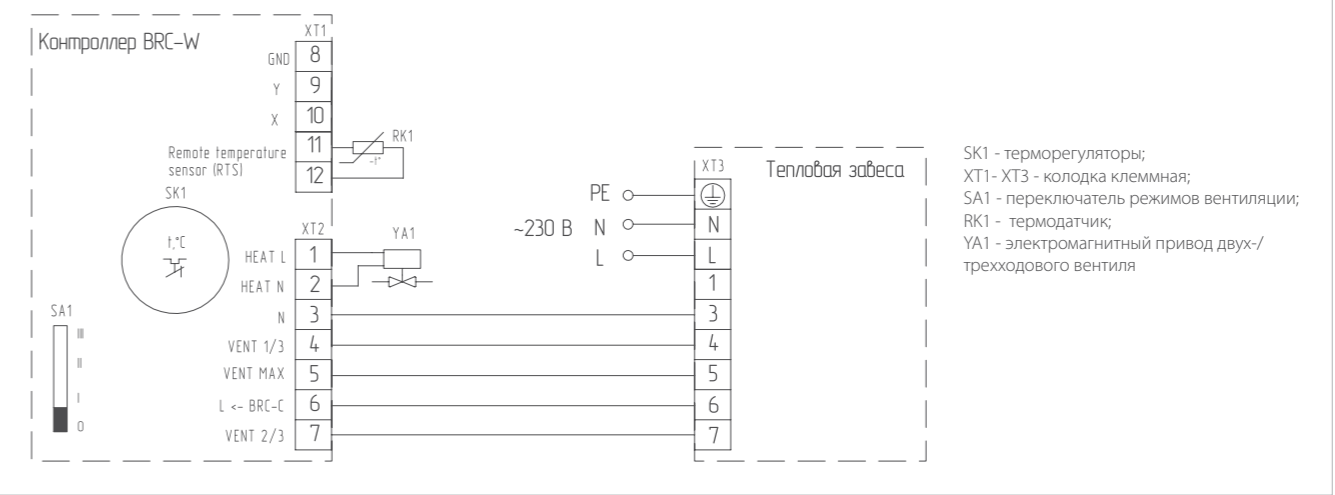 Контроллер BRC-W
XT1
GND 8
Y 9
X 10
Remote temperature
sensor (RTS)
11
12
RK1
-t°
SK1
t,°C
XT2
HEAT L 1
HEAT N 2
N 3
VENT 1/3 4
VENT MAX 5
L <- BRC-C 6
VENT 2/3 7
YA1
SA1
III
II
I
0
~230 В
PE
N
L
XT3
Тепловая завеса
N
L
1
3
4
5
6
7
SK1 - терморегуляторы;
XT1- XT3 - колодка клеммная;
SA1 - переключатель режимов вентиляции;
RK1 - термодатчик;
YA1 - электромагнитный привод двух-/
трехходового вентиля